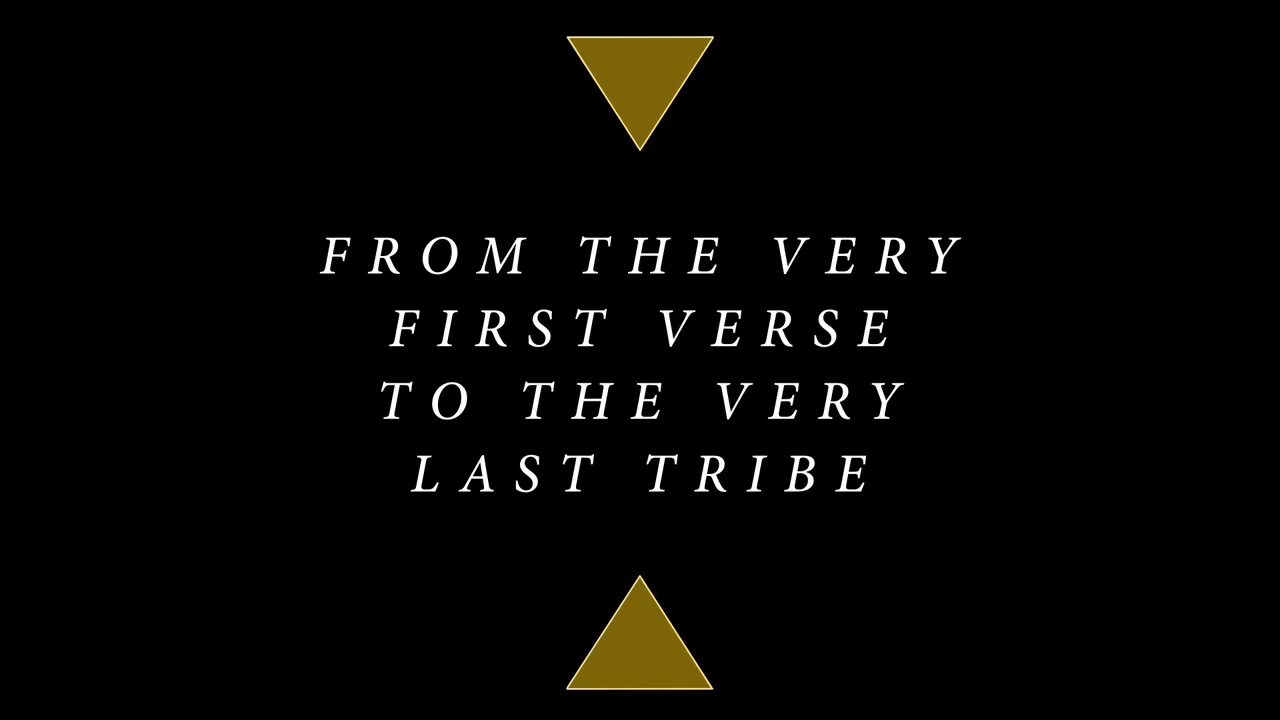 FROM THE VERY
FIRST VERSE
TO THE VERY
LAST TRIBE